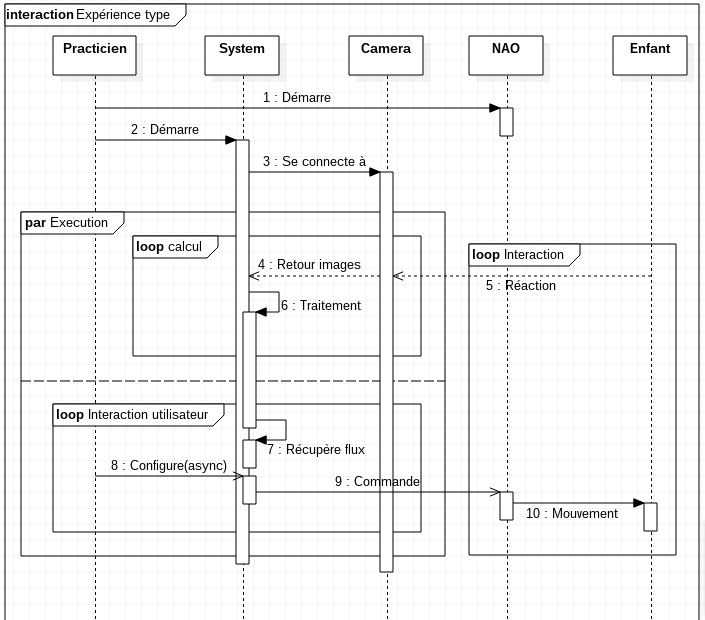 interaction Expérience type
Practicien
System
Camera
NAO
Enfant
1 : Démarre
2 : Démarre
3 : Se connecte à
par Execution
loop calcul
loop Interaction
4 : Retour images
5 : Réaction
6 : Traitement
loop Interaction utilisateur
7 : Récupère flux
8 : Configure(async)
9 : Commande
10 : Mouvement